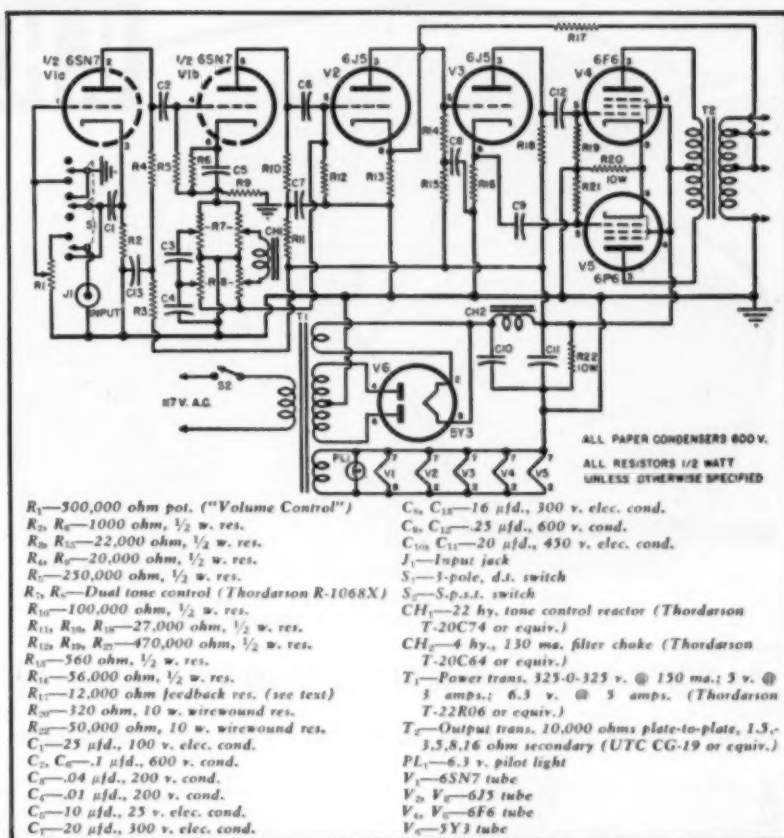 ½ 6SN7
V1a
½ 6SN7
V1b
6J5
V2
6J5
V3
6F6
V4
6F6
V5
R17
C2
C6
C12
T2
R4
R5
R6
C5
R9
R10
C7
R12
R13
R14
C8
R15
R16
R18
R19
R20
10W
R21
C9
S1
C1
R2
C13
R3
R1
J1
INPUT
C3
C4
-R7-
-R8-
CH1
R11
T1
CH2
C10
C11
R22
10W
V6
5Y3
S2
117 V. A.C.
PL1
V1
V2
V3
V4
V5
ALL PAPER CONDENSERS 600 V.
ALL RESISTORS 1/2 WATT
UNLESS OTHERWISE SPECIFIED
R₁—500,000 ohm pot. ("Volume Control")
R₂, R₆—1000 ohm, ½ w. res.
R₃, R₁₅—22,000 ohm, ½ w. res.
R₄, R₉—20,000 ohm, ½ w. res.
R₅—250,000 ohm, ½ w. res.
R₇, R₈—Dual tone control (Thordarson R-1068X)
R₁₀—100,000 ohm, ½ w. res.
R₁₁, R₁₆, R₁₈—27,000 ohm, ½ w. res.
R₁₂, R₁₉, R₂₁—470,000 ohm, ½ w. res.
R₁₃—560 ohm, ½ w. res.
R₁₄—56,000 ohm, ½ w. res.
R₁₇—12,000 ohm feedback res. (see text)
R₂₀—320 ohm, 10 w. wirewound res.
R₂₂—50,000 ohm, 10 w. wirewound res.
C₁—25 µfd., 100 v. elec. cond.
C₂, C₆—.1 µfd., 600 v. cond.
C₃—.04 µfd., 200 v. cond.
C₄—.01 µfd., 200 v. cond.
C₅—10 µfd., 25 v. elec. cond.
C₇—20 µfd., 300 v. elec. cond.
C₈, C₁₃—16 µfd., 300 v. elec. cond.
C₉, C₁₂—.25 µfd., 600 v. cond.
C₁₀, C₁₁—20 µfd., 450 v. elec. cond.
J₁—Input jack
S₁—3-pole, d.t. switch
S₂—S.p.s.t. switch
CH₁—22 hy. tone control reactor (Thordarson
T-20C74 or equiv.)
CH₂—4 hy., 130 ma. filter choke (Thordarson
T-20C64 or equiv.)
T₁—Power trans. 325-0-325 v. @ 150 ma.; 5 v. @
3 amps.; 6.3 v. @ 5 amps. (Thordarson
T-22R06 or equiv.)
T₂—Output trans. 10,000 ohms plate-to-plate, 1.5,-
3.5,8,16 ohm secondary (UTC CG-19 or equiv.)
PL₁—6.3 v. pilot light
V₁—6SN7 tube
V₂, V₃—6J5 tube
V₄, V₅—6F6 tube
V₆—5Y3 tube